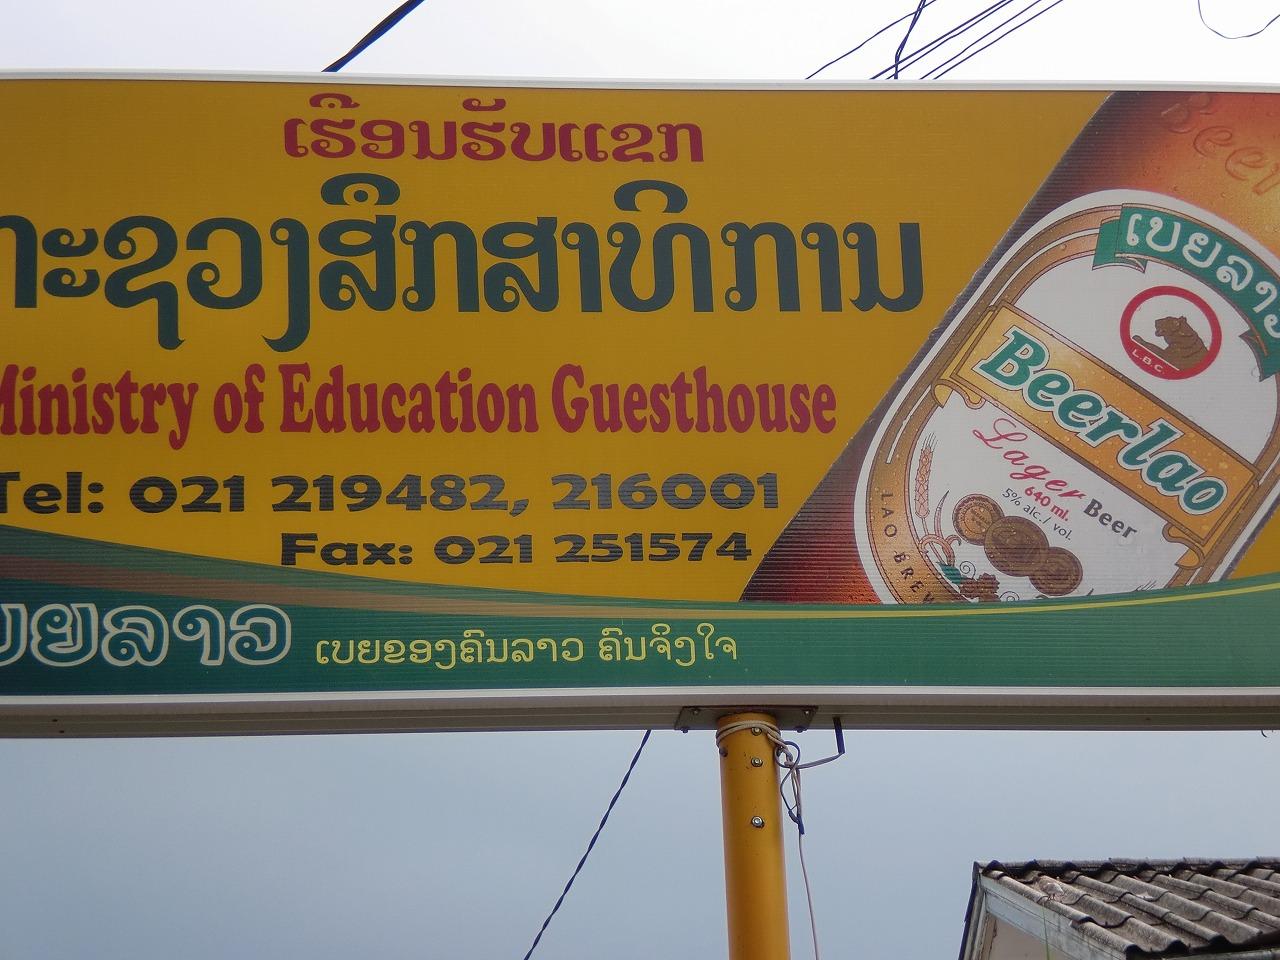 ເຮືອນຮັບແຂກ
ກະຊວງສຶກສາທິການ
Ministry of Education Guesthouse
Tel: 021 219482, 216001
Fax: 021 251574
ເບຍລາວ
ເບຍຂອງຄົນລາວ ຄົນຈິງໃຈ
Beer
ເບຍລາວ
L.B.C.
Beerlao
Lager Beer
640 ml.
5% alc./ vol.
LAO